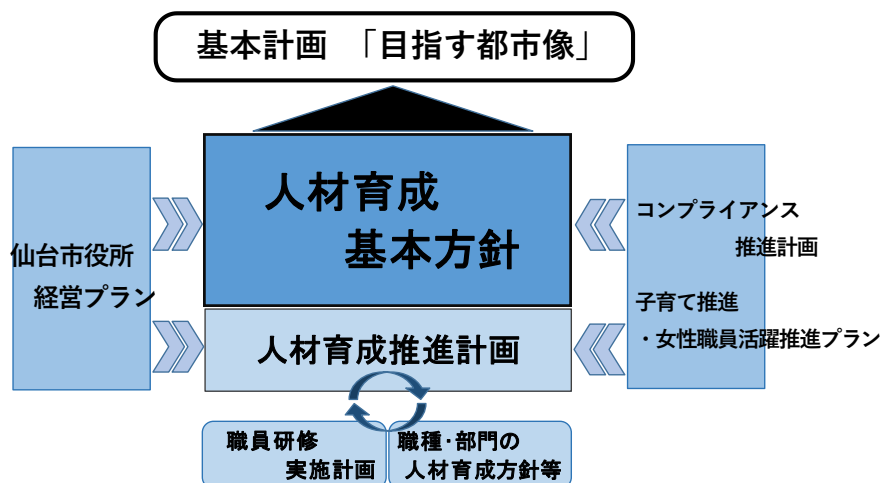 基本計画 「目指す都市像」
人材育成
基本方針
仙台市役所
経営プラン
コンプライアンス
推進計画
子育て推進
・女性職員活躍推進プラン
人材育成推進計画
職員研修
実施計画
職種・部門の
人材育成方針等